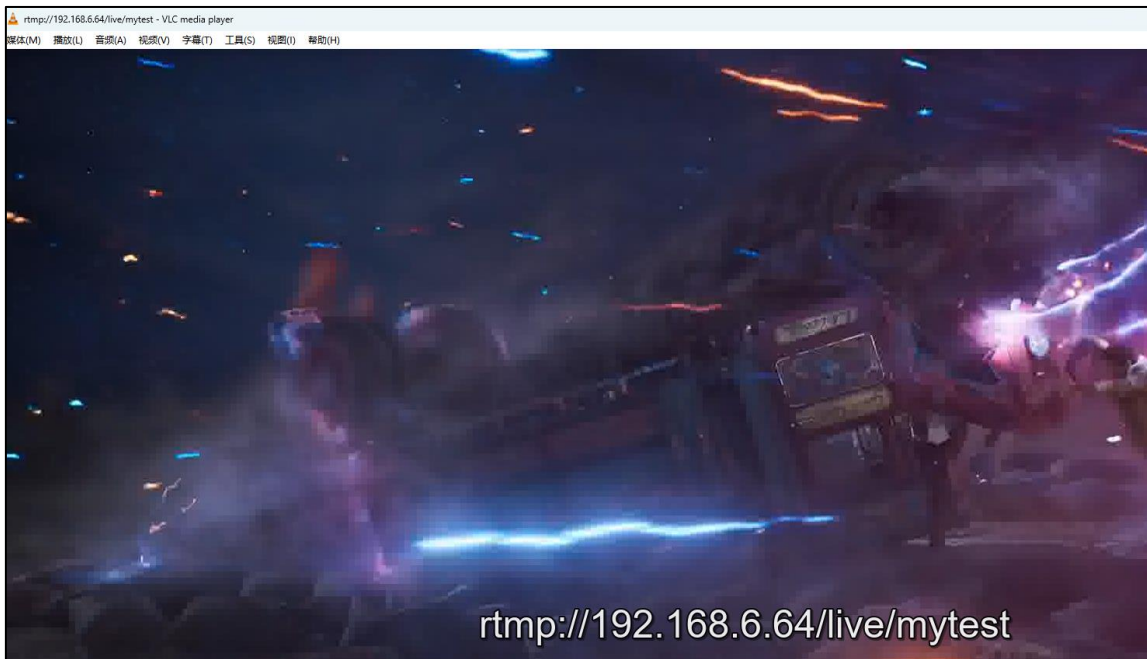 rtmp://192.168.6.64/live/mytest - VLC media player
媒体(M) 播放(L) 音频(A) 视频(V) 字幕(T) 工具(S) 视图(I) 帮助(H)
rtmp://192.168.6.64/live/mytest